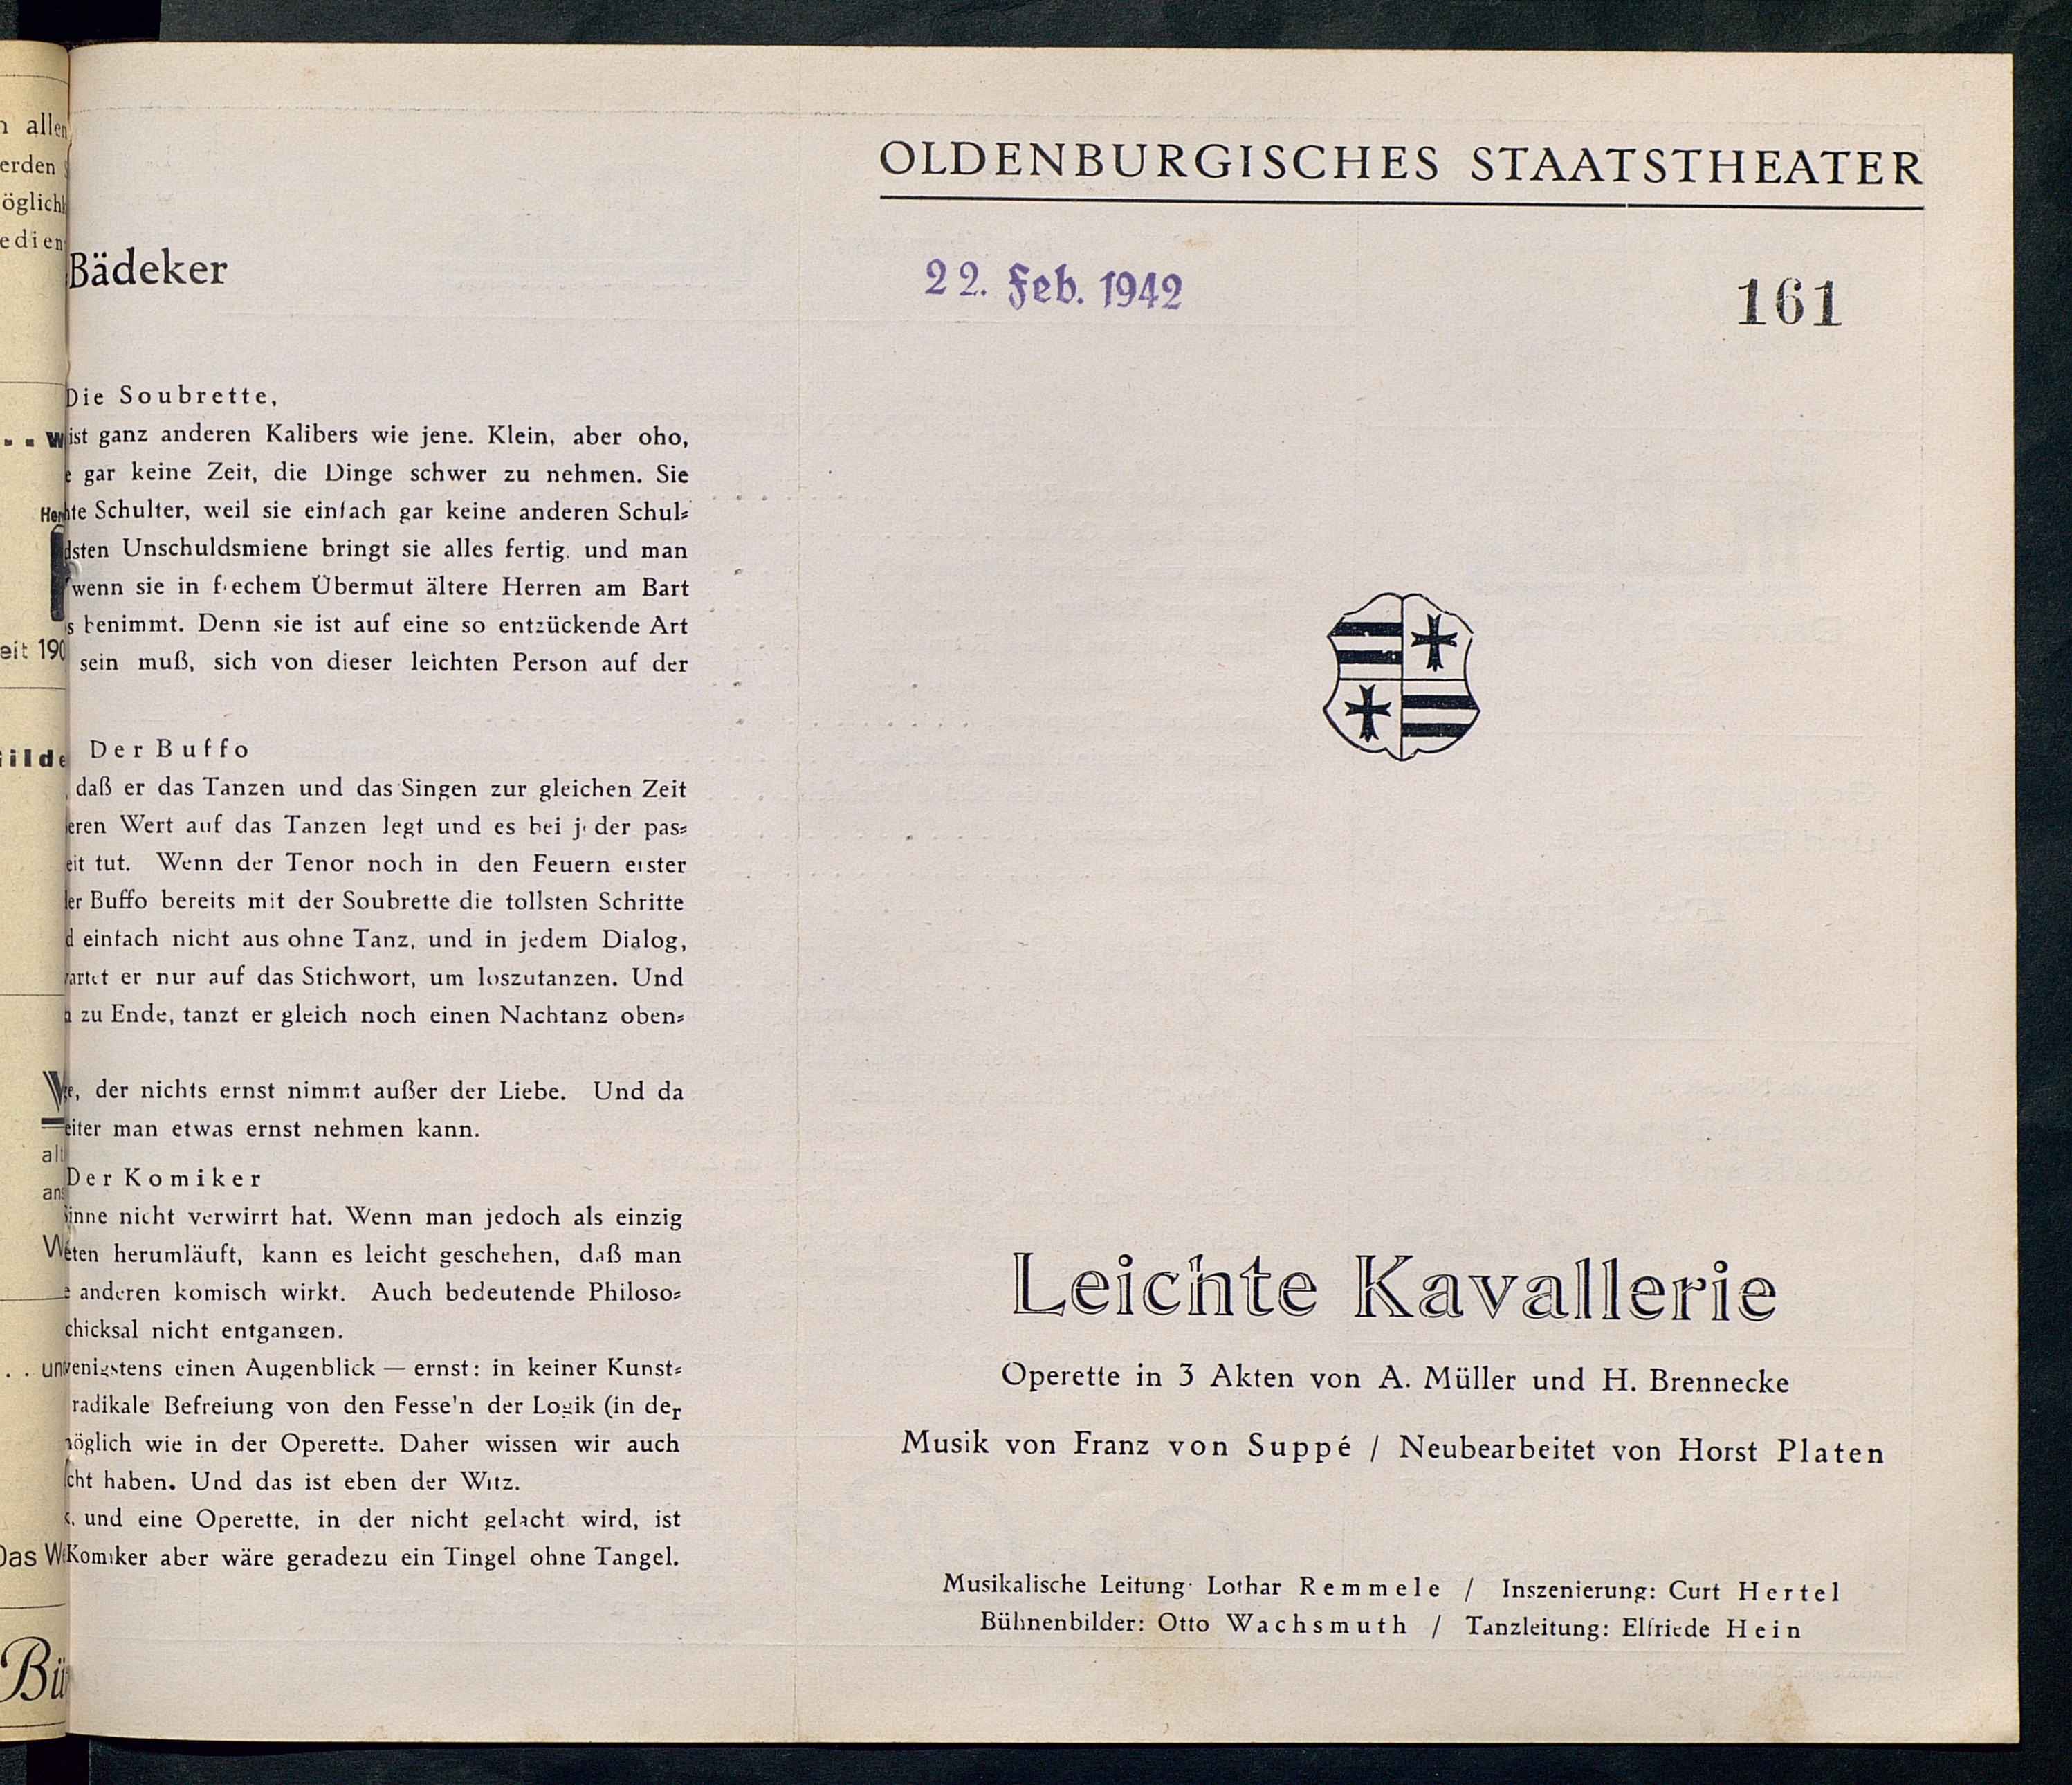 allen
Bädeker
Die Soubrette,
ist ganz anderen Kalibers wie jene. Klein, aber oho,
gar keine Zeit, die Dinge schwer zu nehmen. Sie
Schulter, weil sie einfach gar keine anderen Schul=
Unschuldsmiene bringt sie alles fertig, und man
wenn sie in frechem Übermut ältere Herren am Bart
benimmt. Denn sie ist auf eine so entzückende Art
sein muß, sich von dieser leichten Person auf der
Der Buffo
daß er das Tanzen und das Singen zur gleichen Zeit
Wert auf das Tanzen legt und es bei jeder pas=
tut. Wenn der Tenor noch in den Feuern erster
Buffo bereits mit der Soubrette die tollsten Schritte
einfach nicht aus ohne Tanz, und in jedem Dialog,
er nur auf das Stichwort, um loszutanzen. Und
zu Ende, tanzt er gleich noch einen Nachtanz oben=
der nichts ernst nimmt außer der Liebe. Und da
man etwas ernst nehmen kann.
Der Komiker
nicht verwirrt hat. Wenn man jedoch als einzig
herumläuft, kann es leicht geschehen, daß man
anderen komisch wirkt. Auch bedeutende Philoso=
nicht entgangen.
einen Augenblick — ernst: in keiner Kunst=
radikale Befreiung von den Fesse'n der Logik (in der
wie in der Operette. Daher wissen wir auch
haben. Und das ist eben der Witz.
und eine Operette, in der nicht gelacht wird, ist
Komiker aber wäre geradezu ein Tingel ohne Tangel.
OLDENBURGISCHES STAATSTHEATER
22. Feb. 1942
161
Leichte Kavallerie
Operette in 3 Akten von A. Müller und H. Brennecke
Musik von Franz von Suppé / Neubearbeitet von Horst Platen
Musikalische Leitung: Lothar Remmele / Inszenierung: Curt Hertel
Bühnenbilder: Otto Wachsmuth / Tanzleitung: Elfriede Hein